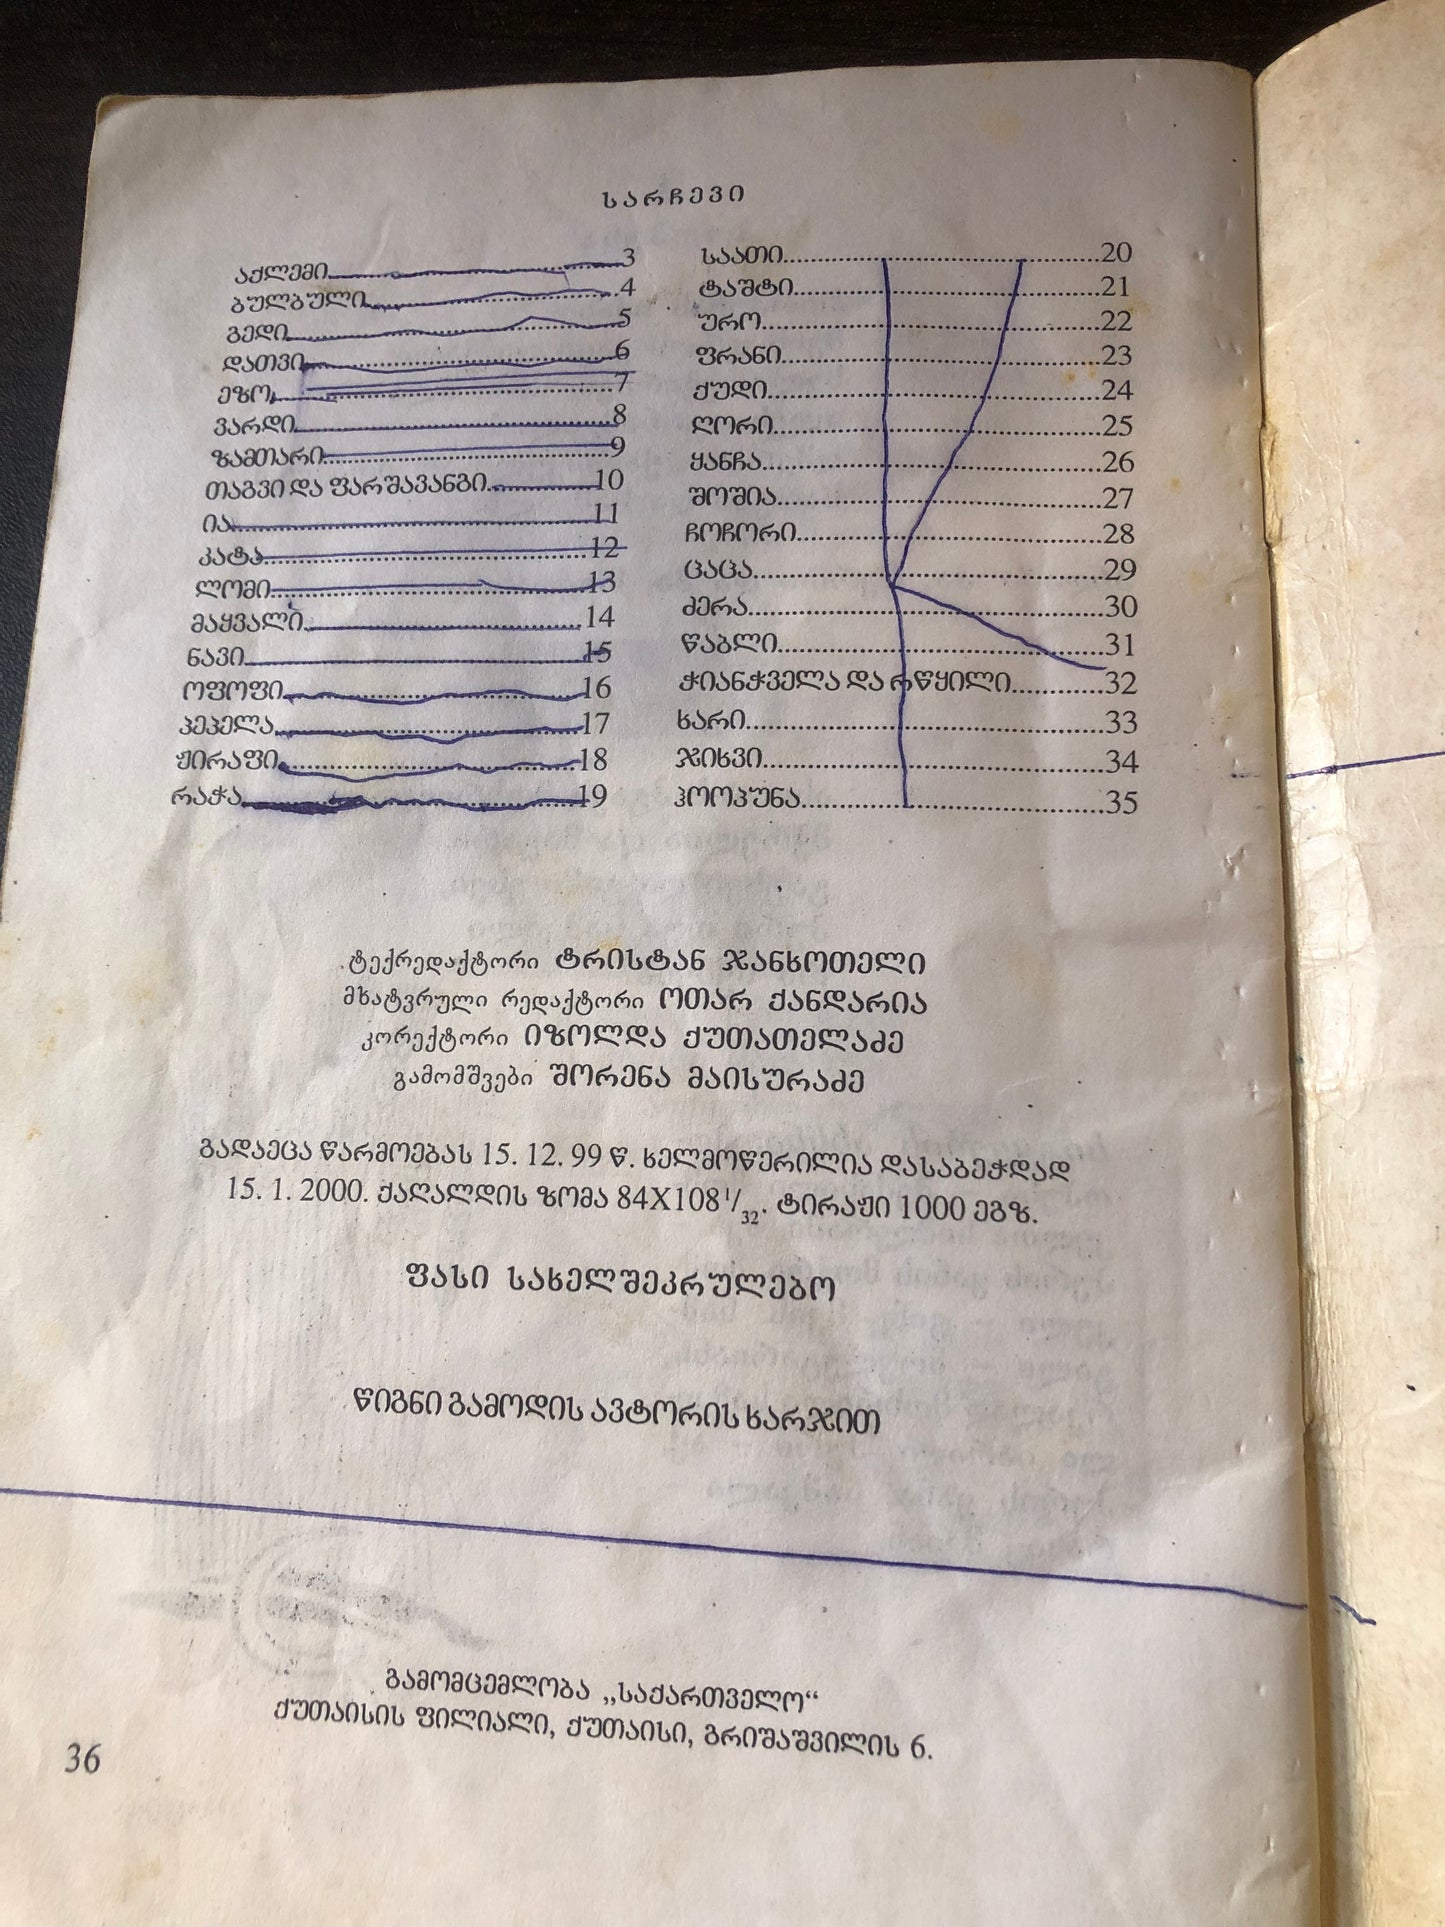 სარჩევი
აქლემი 3
ბულბული 4
გედი 5
დათვი 6
ეზო 7
ვარდი 8
ზამთარი 9
თაგვი და ფარშავანგი 10
ია 11
კატა 12
ლომი 13
მაყვალი 14
ნავი 15
ოფოფი 16
პეპელა 17
ჟირაფი 18
რაჭა 19
საათი 20
ტაშტი 21
ურო 22
ფრანი 23
ქუდი 24
ღორი 25
ყანჩა 26
შოშია 27
ჩოჩორი 28
ცაცა 29
ძერა 30
წაბლი 31
ჭიანჭველა და რწყილი 32
ხარი 33
ჯიხვი 34
ჰოოპუნა 35
ტექრედაქტორი ტრისტან ჯანხოთელი
მხატვრული რედაქტორი ოთარ ქანდარია
კორექტორი იზოლდა ქუთათელაძე
გამომშვები შორენა მაისურაძე
გადაეცა წარმოებას 15. 12. 99 წ. ხელმოწერილია დასაბეჭდად
15. 1. 2000. ქაღალდის ზომა 84X108 1/32. ტირაჟი 1000 ეგზ.
ფასი სახელშეკრულებო
წიგნი გამოდის ავტორის ხარჯით
გამომცემლობა „საქართველო“
ქუთაისის ფილიალი, ქუთაისი, გრიშაშვილის 6.
36